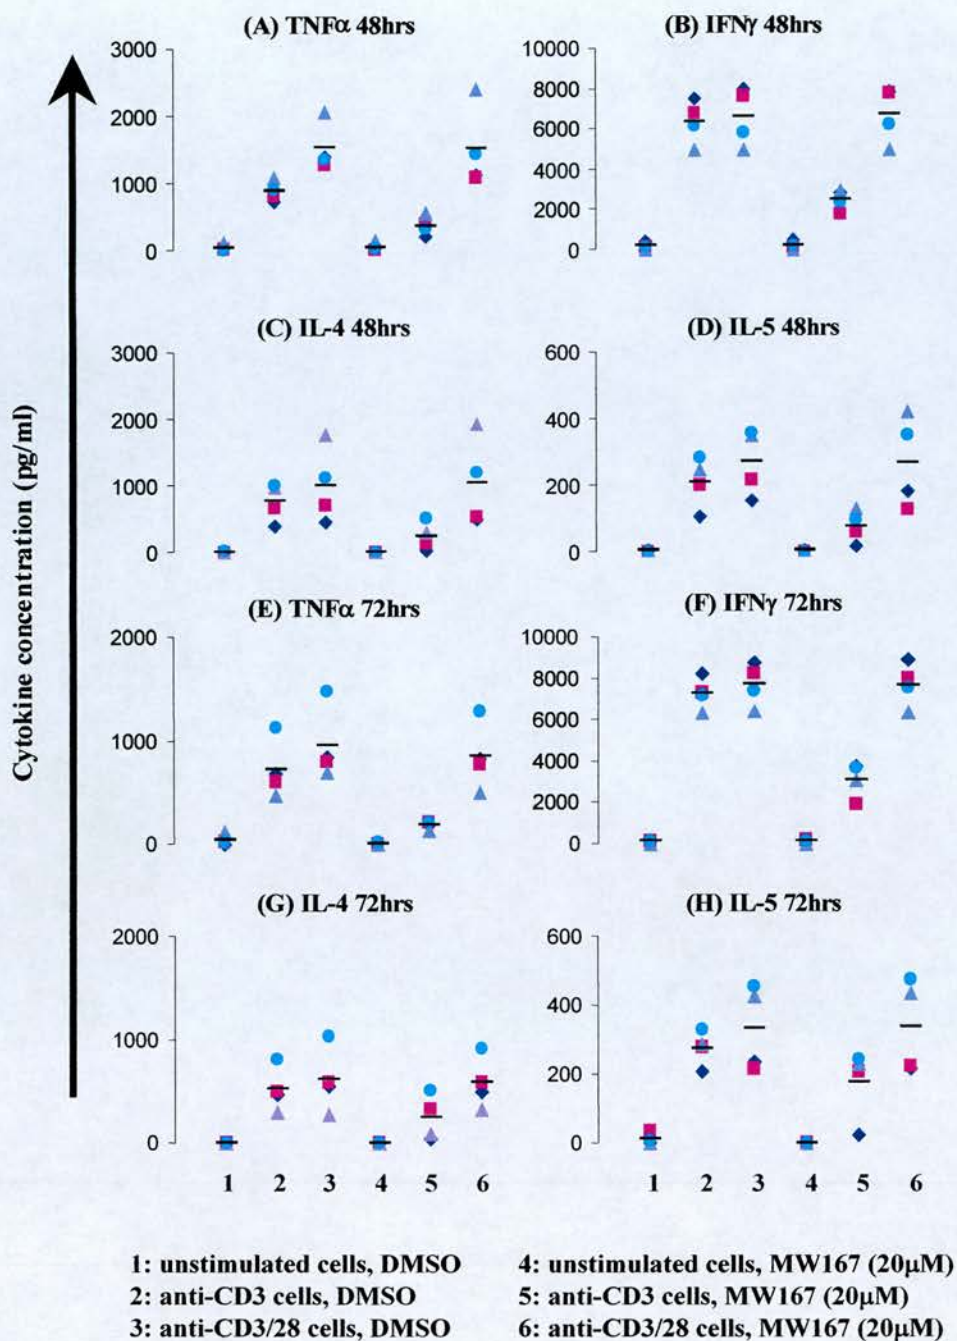 Cytokine concentration (pg/ml)
(A) TNFα 48hrs
3000
2000
1000
0
(B) IFNγ 48hrs
10000
8000
6000
4000
2000
0
(C) IL-4 48hrs
3000
2000
1000
0
(D) IL-5 48hrs
600
400
200
0
(E) TNFα 72hrs
2000
1000
0
(F) IFNγ 72hrs
10000
8000
6000
4000
2000
0
(G) IL-4 72hrs
2000
1000
0
1 2 3 4 5 6
(H) IL-5 72hrs
600
400
200
0
1 2 3 4 5 6
1: unstimulated cells, DMSO
2: anti-CD3 cells, DMSO
3: anti-CD3/28 cells, DMSO
4: unstimulated cells, MW167 (20μM)
5: anti-CD3 cells, MW167 (20μM)
6: anti-CD3/28 cells, MW167 (20μM)